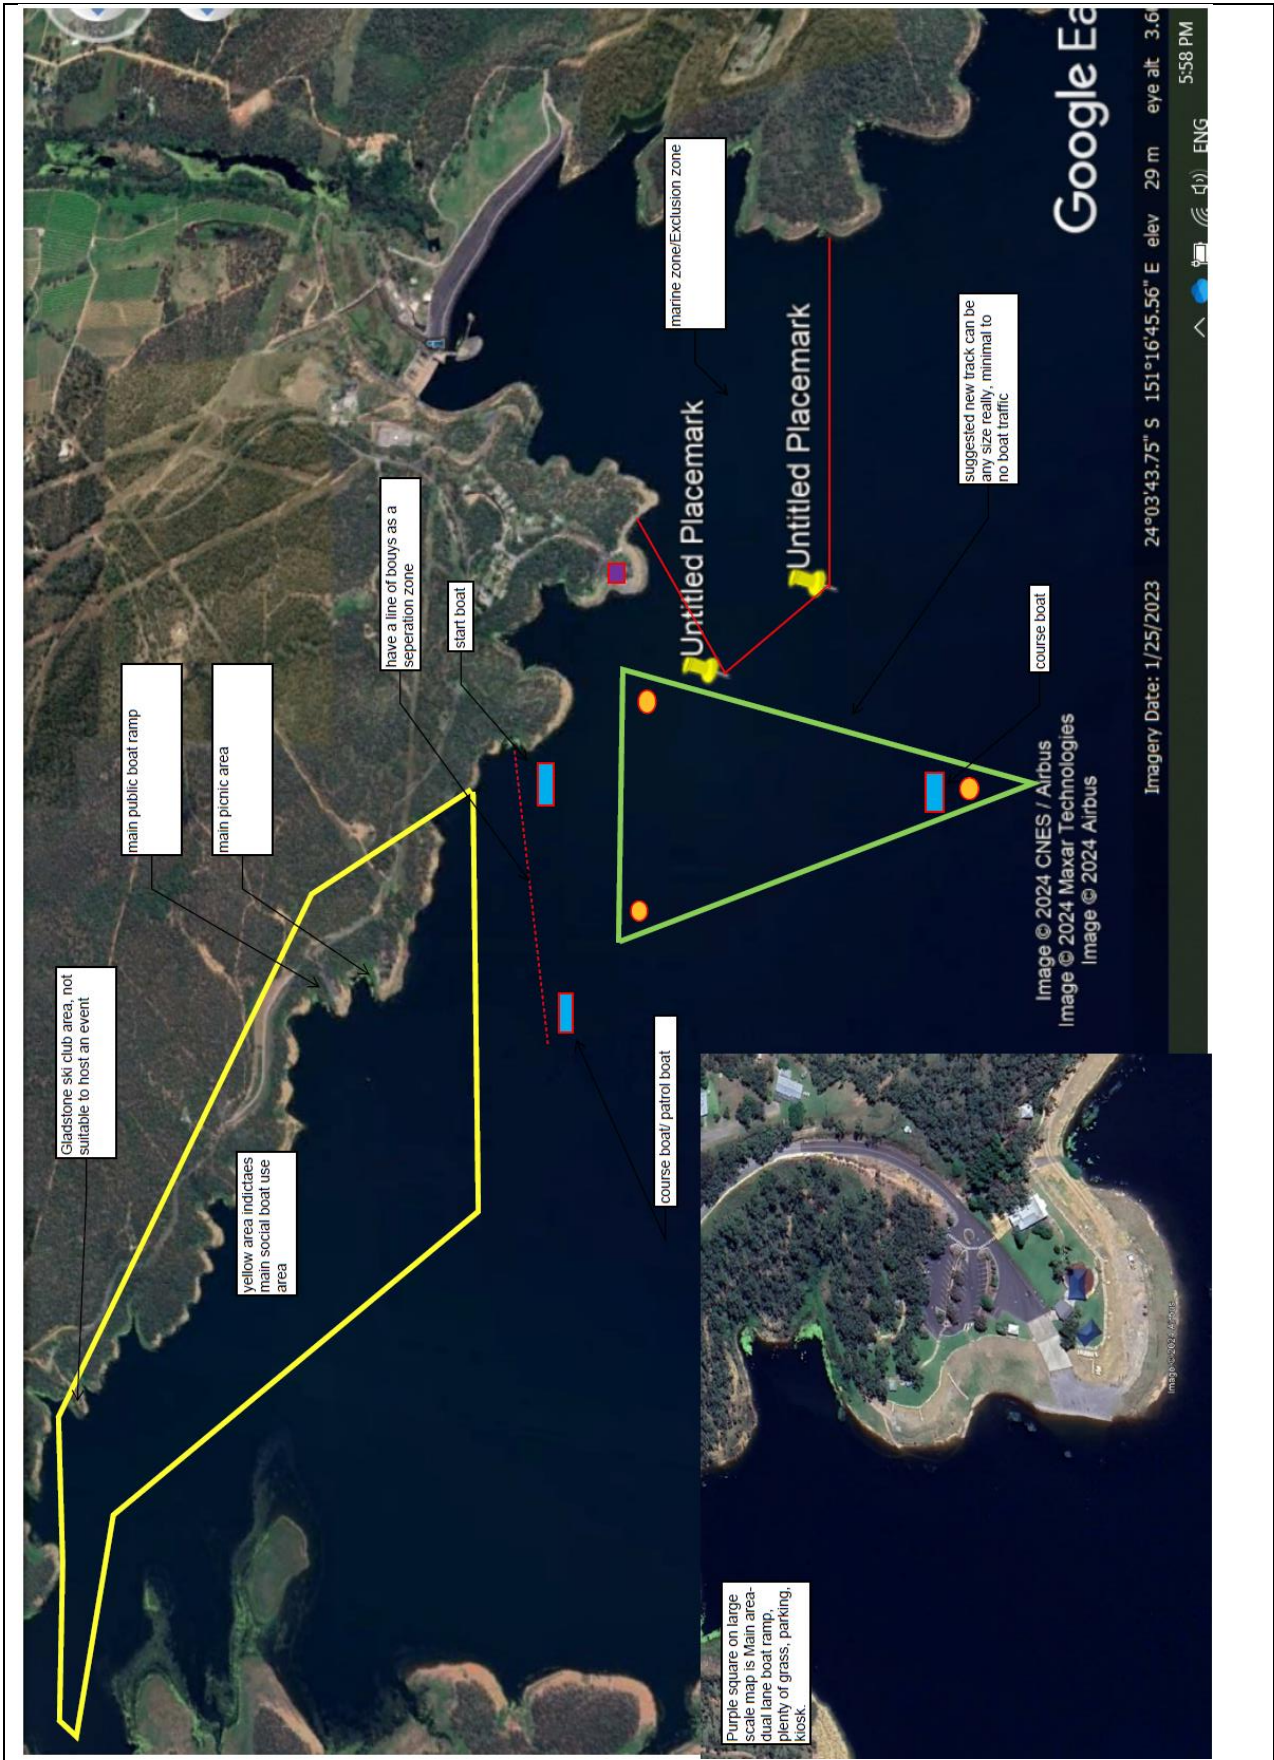 Gladstone ski club area, not
suitable to host an event
main public boat ramp
main picnic area
yellow area indictaes
main social boat use
area
have a line of bouys as a
seperation zone
start boat
course boat/ patrol boat
marine zone/Exclusion zone
Untitled Placemark
Untitled Placemark
suggested new track can be
any size really, minimal to
no boat traffic
course boat
Purple square on large
scale map is Main area-
dual lane boat ramp,
plenty of grass, parking,
kiosk.
Image © 2024 Airbus
Image © 2024 CNES / Airbus
Image © 2024 Maxar Technologies
Image © 2024 Airbus
Google Ea
Imagery Date: 1/25/2023 24°03'43.75" S 151°16'45.56" E elev 29 m eye alt 3.6
ENG
5:58 PM